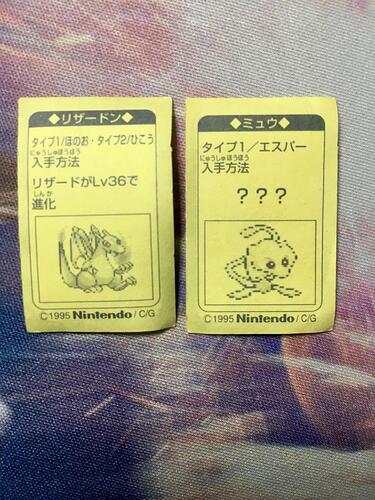 ◆リザードン◆
タイプ1/ほのお・タイプ2/ひこう
にゅうしゅほうほう
入手方法
リザードがLv36で
しんか
進化
©1995 Nintendo / C/G
◆ミュウ◆
タイプ1/エスパー
にゅうしゅほうほう
入手方法
???
©1995 Nintendo / C/G